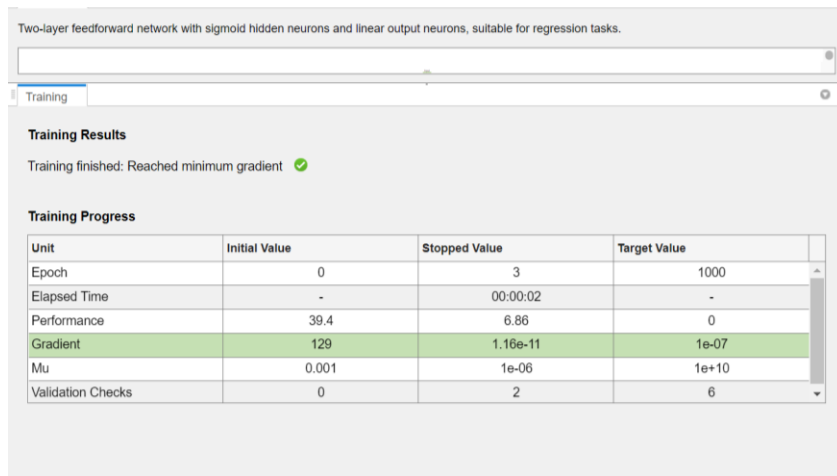 Two-layer feedforward network with sigmoid hidden neurons and linear output neurons, suitable for regression tasks.
Training
Training Results
Training finished: Reached minimum gradient
Training Progress
Unit Initial Value Stopped Value Target Value
Epoch 0 3 1000
Elapsed Time - 00:00:02 -
Performance 39.4 6.86 0
Gradient 129 1.16e-11 1e-07
Mu 0.001 1e-06 1e+10
Validation Checks 0 2 6